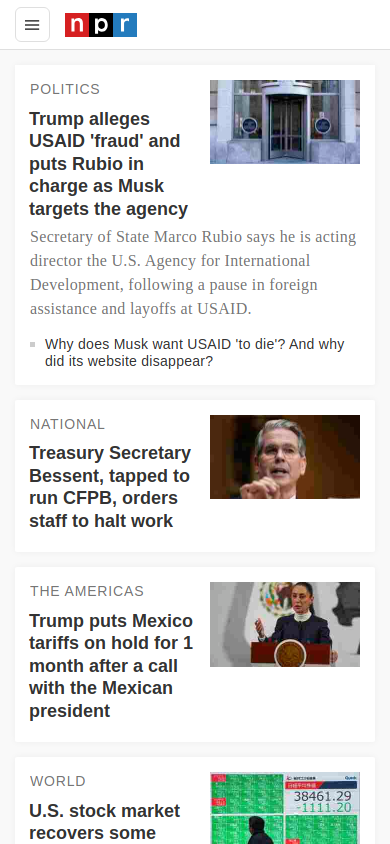 npr
POLITICS
Trump alleges
USAID 'fraud' and
puts Rubio in
charge as Musk
targets the agency
Secretary of State Marco Rubio says he is acting
director the U.S. Agency for International
Development, following a pause in foreign
assistance and layoffs at USAID.
Why does Musk want USAID 'to die'? And why
did its website disappear?
NATIONAL
Treasury Secretary
Bessent, tapped to
run CFPB, orders
staff to halt work
THE AMERICAS
Trump puts Mexico
tariffs on hold for 1
month after a call
with the Mexican
president
WORLD
U.S. stock market
recovers some
38461.29
-1111.20